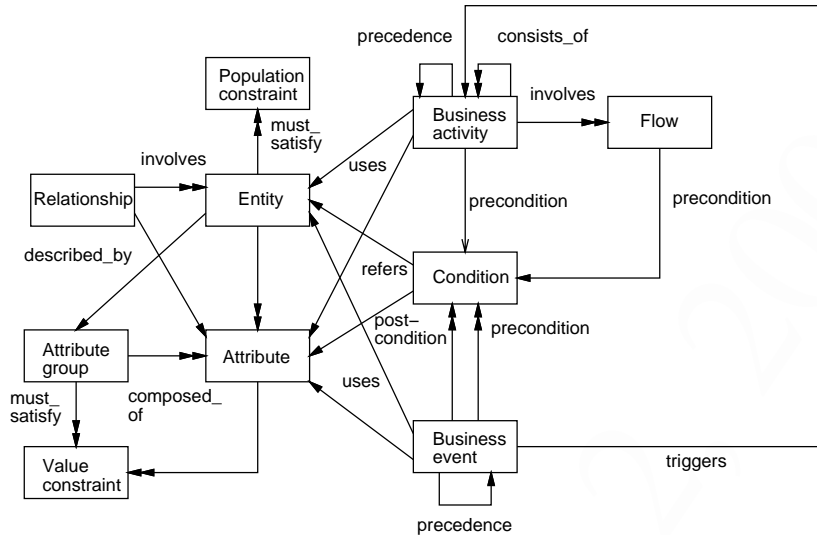 precedence
consists_of
Population
constraint
Business
activity
involves
Flow
must_
satisfy
involves
uses
Relationship
Entity
precondition
precondition
described_by
refers
Condition
post–
condition
precondition
Attribute
group
Attribute
must_
satisfy
composed_
of
uses
Value
constraint
Business
event
triggers
precedence